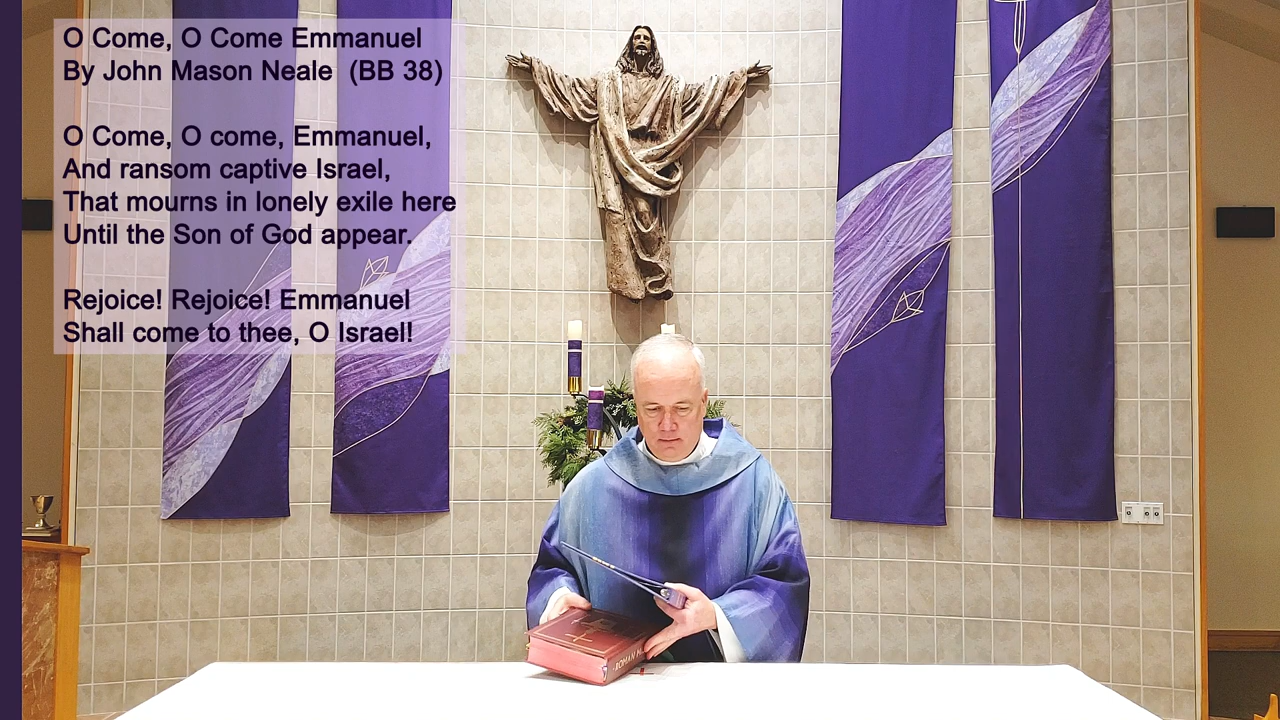 O Come, O Come Emmanuel
By John Mason Neale (BB 38)
O Come, O come, Emmanuel,
And ransom captive Israel,
That mourns in lonely exile here
Until the Son of God appear.
Rejoice! Rejoice! Emmanuel
Shall come to thee, O Israel!
ROMAN